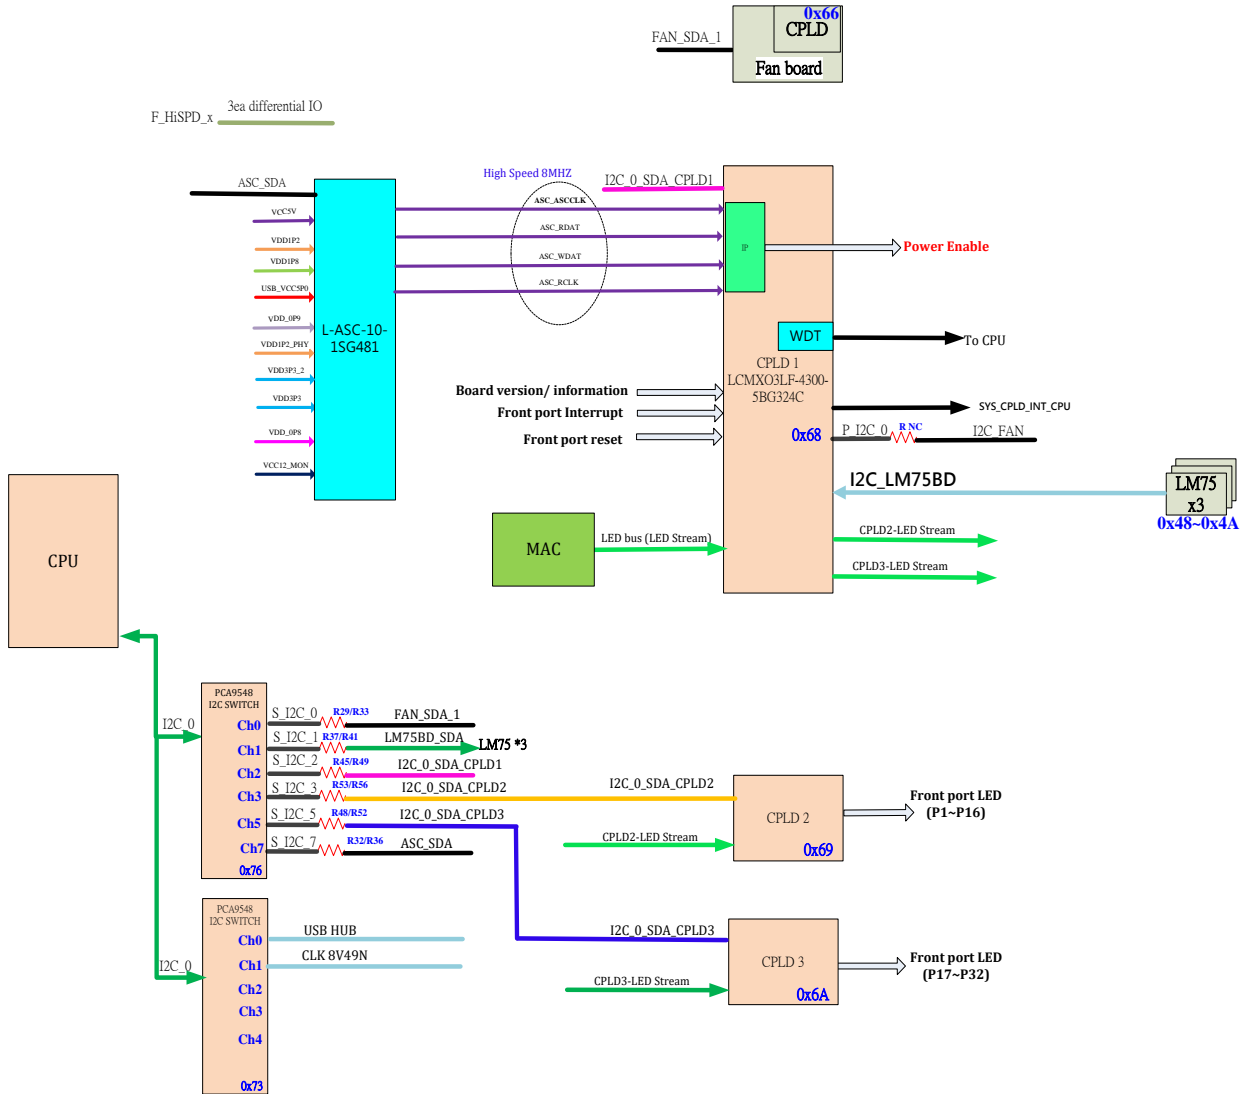 0x66
CPLD
FAN_SDA_1
Fan board
3ea differential IO
F_HiSPD_x
ASC_SDA
VCC5V
VDD1P2
VDD1P8
USB_VCC5P0
VDD_0P9
VDD1P2_PHY
VDD3P3_2
VDD3P3
VDD_0P8
VCC12_MON
L-ASC-10-
1SG481
High Speed 8MHZ
ASC_ASCCLK
ASC_RDAT
ASC_WDAT
ASC_RCLK
I2C_0_SDA_CPLD1
IP
Power Enable
WDT
To CPU
CPLD 1
LCMXO3LF-4300-
5BG324C
0x68
Board version/ information
Front port Interrupt
Front port reset
SYS_CPLD_INT_CPU
P_I2C_0
R NC
I2C_FAN
I2C_LM75BD
LM75
x3
0x48~0x4A
MAC
LED bus (LED Stream)
CPLD2-LED Stream
CPLD3-LED Stream
CPU
I2C_0
PCA9548
I2C SWITCH
Ch0
Ch1
Ch2
Ch3
Ch5
Ch7
0x76
S_I2C_0
R29/R33
FAN_SDA_1
S_I2C_1
R37/R41
LM75BD_SDA
LM75 *3
S_I2C_2
R45/R49
I2C_0_SDA_CPLD1
S_I2C_3
R53/R56
I2C_0_SDA_CPLD2
I2C_0_SDA_CPLD2
S_I2C_5
R48/R52
I2C_0_SDA_CPLD3
S_I2C_7
R32/R36
ASC_SDA
CPLD2-LED Stream
CPLD 2
0x69
Front port LED
(P1~P16)
I2C_0
PCA9548
I2C SWITCH
Ch0
Ch1
Ch2
Ch3
Ch4
0x73
USB HUB
CLK 8V49N
I2C_0_SDA_CPLD3
CPLD3-LED Stream
CPLD 3
0x6A
Front port LED
(P17~P32)